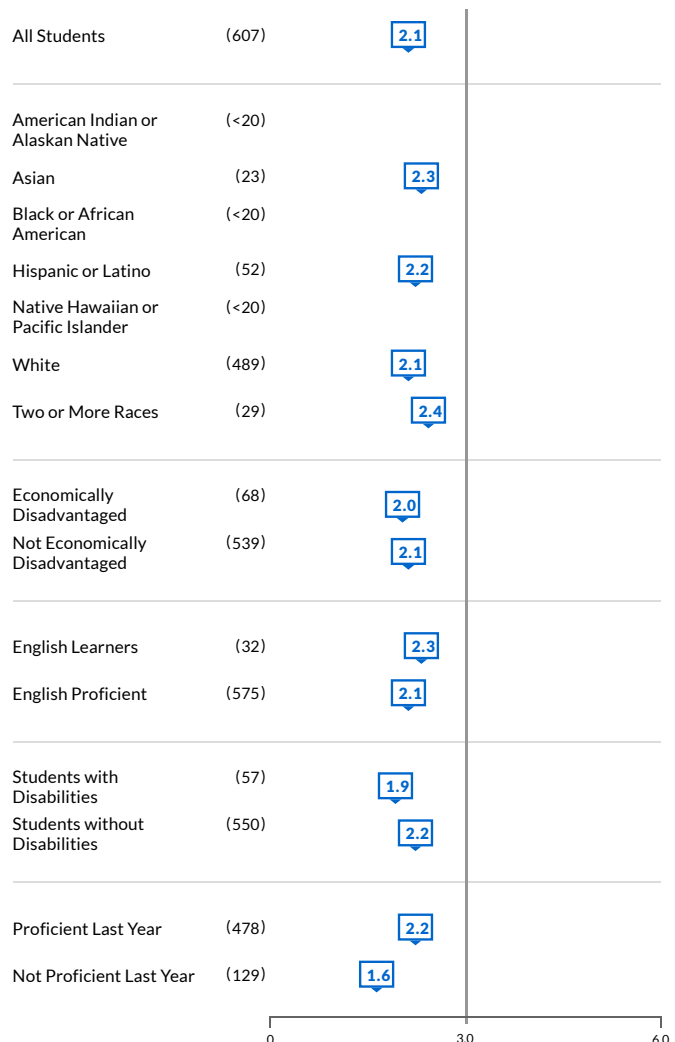 All Students (607) 2.1
American Indian or (<20)
Alaskan Native
Asian (23) 2.3
Black or African (<20)
American
Hispanic or Latino (52) 2.2
Native Hawaiian or (<20)
Pacific Islander
White (489) 2.1
Two or More Races (29) 2.4
Economically (68) 2.0
Disadvantaged
Not Economically (539) 2.1
Disadvantaged
English Learners (32) 2.3
English Proficient (575) 2.1
Students with (57) 1.9
Disabilities
Students without (550) 2.2
Disabilities
Proficient Last Year (478) 2.2
Not Proficient Last Year (129) 1.6
0 3.0 6.0